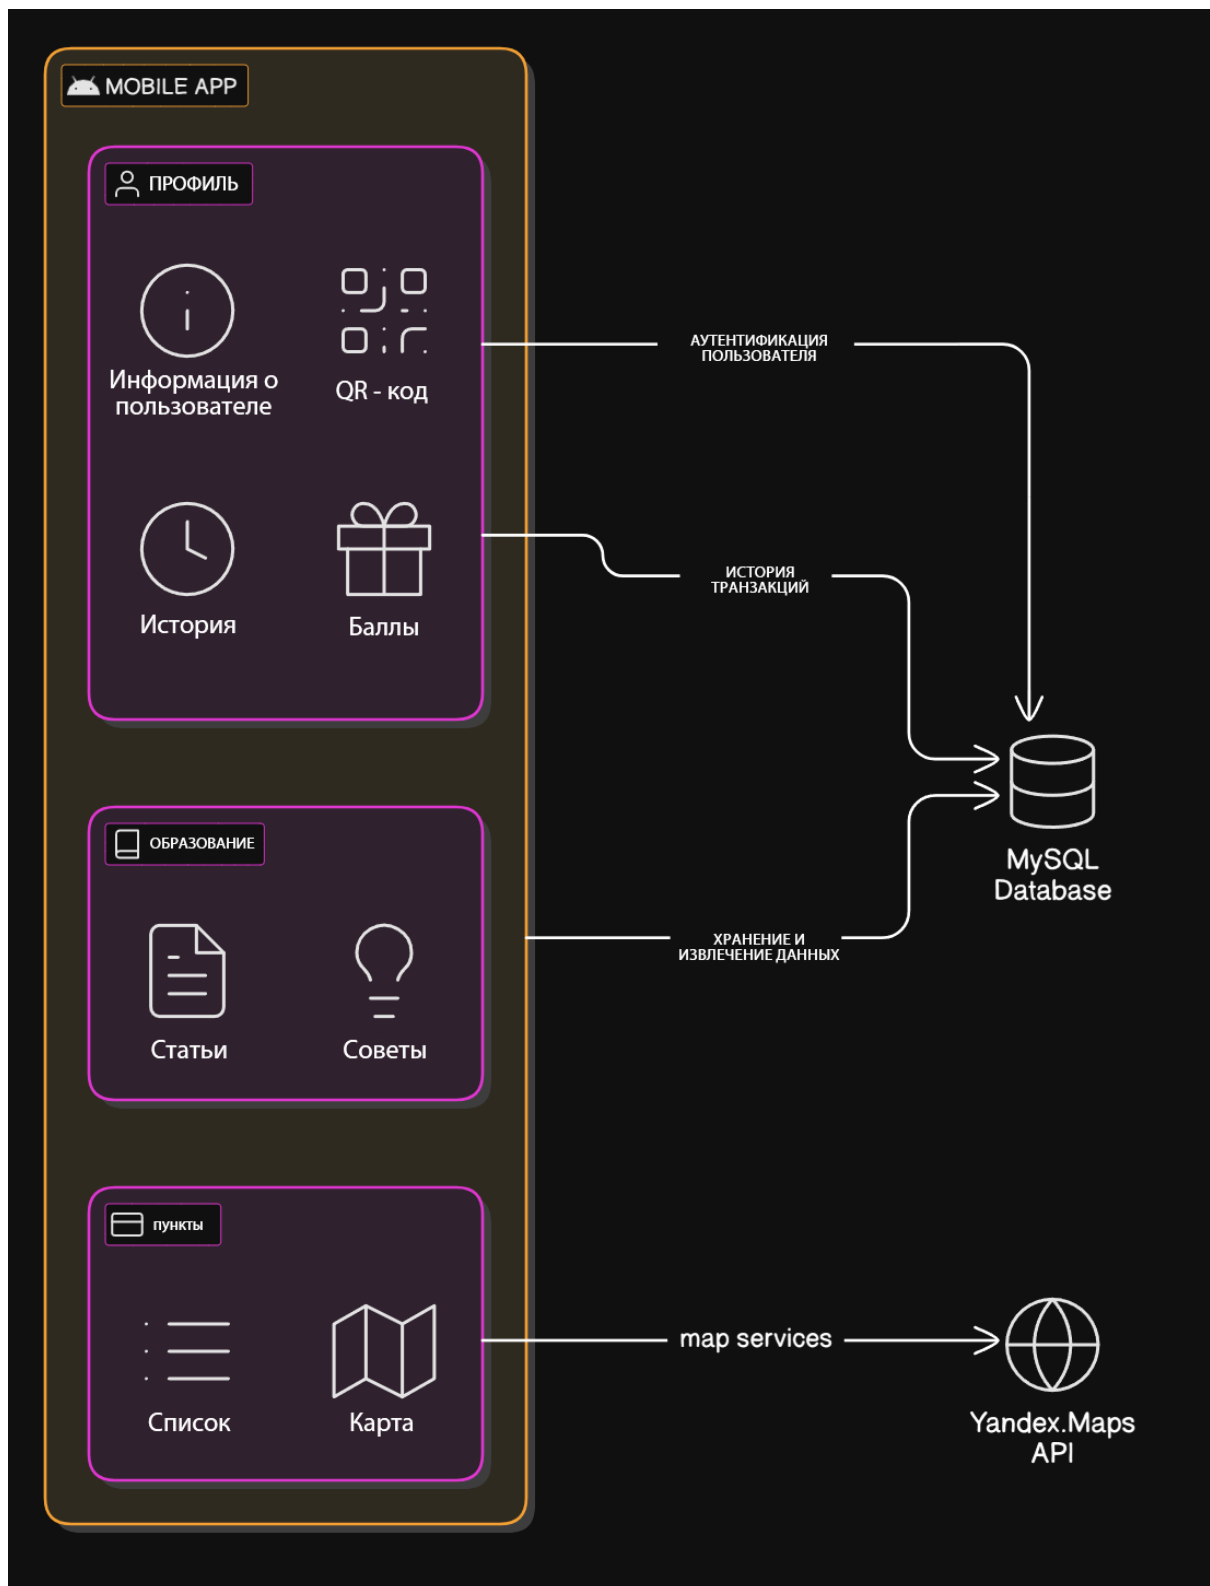 MOBILE APP
ПРОФИЛЬ
Информация о
пользователе
QR - код
АУТЕНТИФИКАЦИЯ
ПОЛЬЗОВАТЕЛЯ
История
Баллы
ИСТОРИЯ
ТРАНЗАКЦИЙ
MySQL
Database
ОБРАЗОВАНИЕ
Статьи
Советы
ХРАНЕНИЕ И
ИЗВЛЕЧЕНИЕ ДАННЫХ
ПУНКТЫ
Список
Карта
map services
Yandex.Maps
API